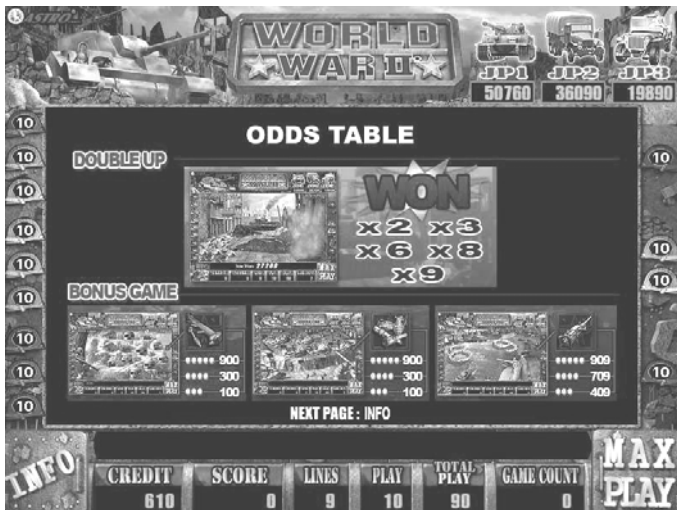 ASTRO
WORLD
WAR II
JP1 JP2 JP3
50760 36090 19890
ODDS TABLE
DOUBLE UP
WON
x2 x3
x6 x8
x9
BONUS GAME
900
300
100
900
300
100
909
709
409
NEXT PAGE : INFO
10
10
10
10
10
10
10
10
10
10
10
10
10
INFO
CREDIT SCORE LINES PLAY TOTAL PLAY GAME COUNT
610 0 9 10 90 0
MAX
PLAY